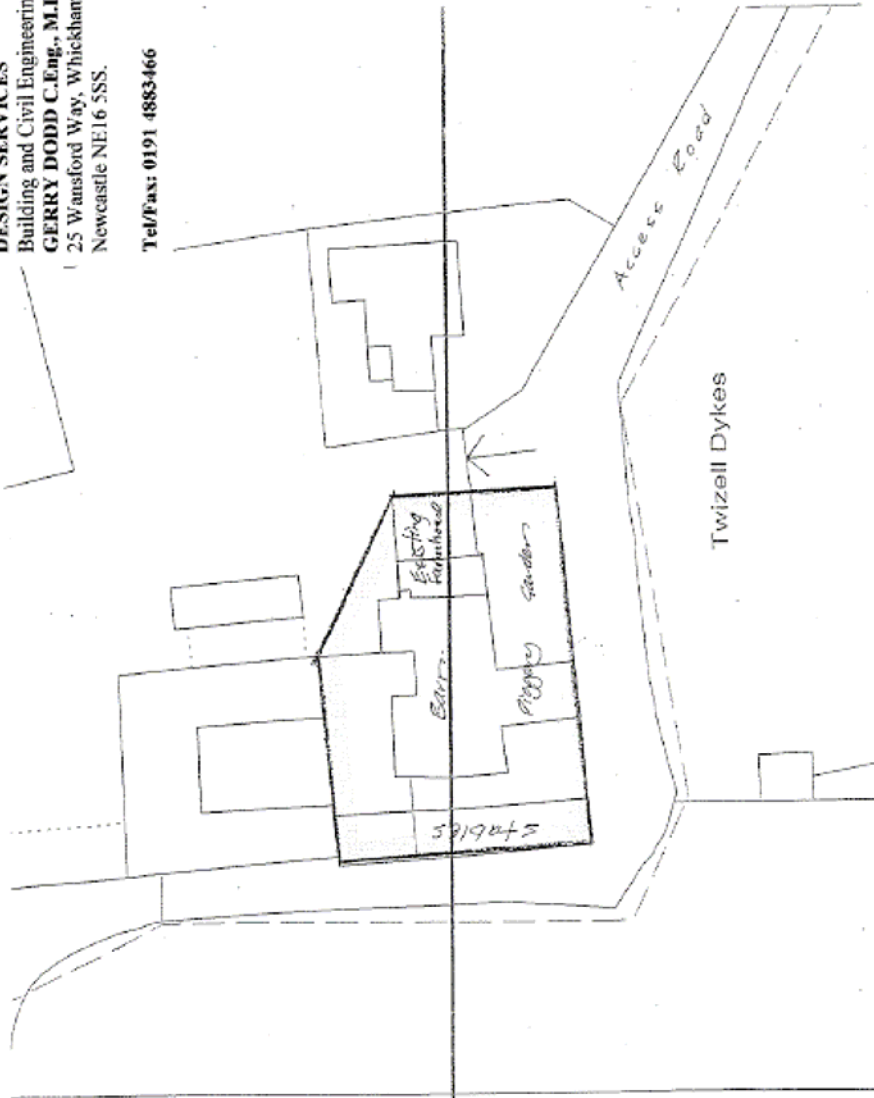 DESIGN SERVICES
Building and Civil Engineerin
GERRY DODD C.Eng., M.I
25 Wansford Way, Whickham
Newcastle NE16 5SS.
Tel/Fax: 0191 4883466
Access Road
Twizell Dykes
Existing
Farmhouse
Garden
Barn
Piggery
Stables